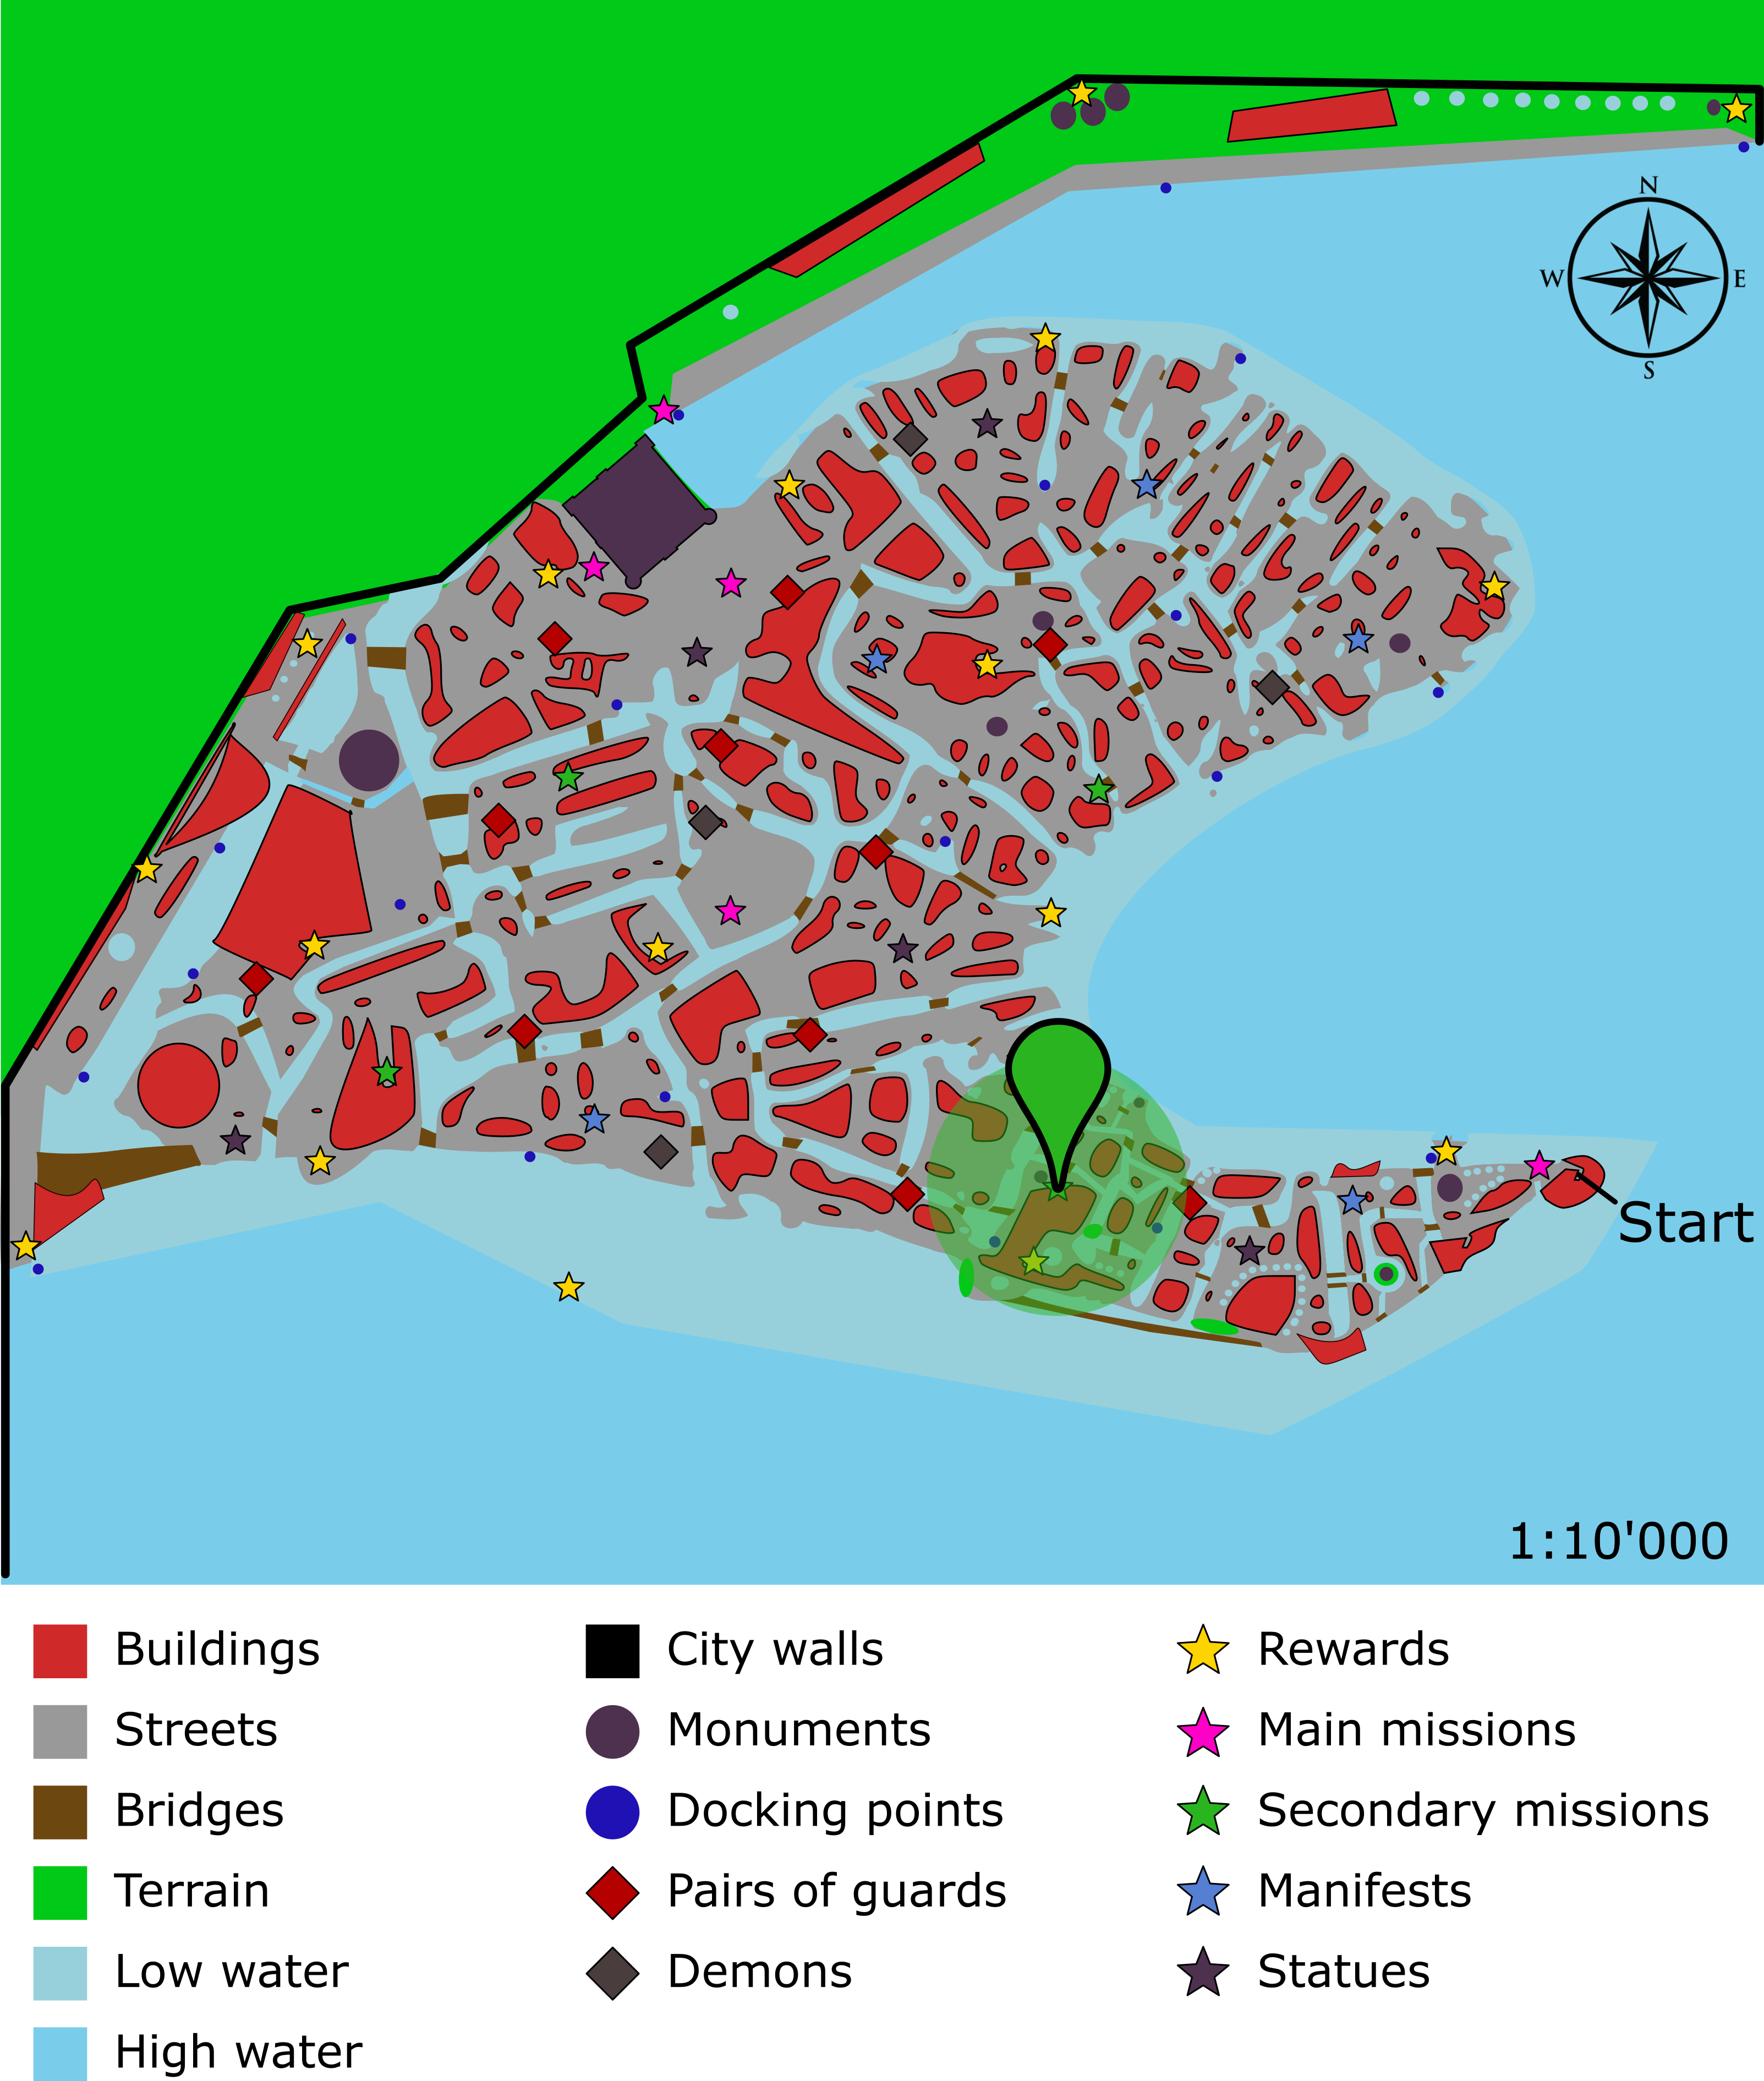 N
W
E
S
Start
1:10'000
Buildings
City walls
Rewards
Streets
Monuments
Main missions
Bridges
Docking points
Secondary missions
Terrain
Pairs of guards
Manifests
Low water
Demons
Statues
High water